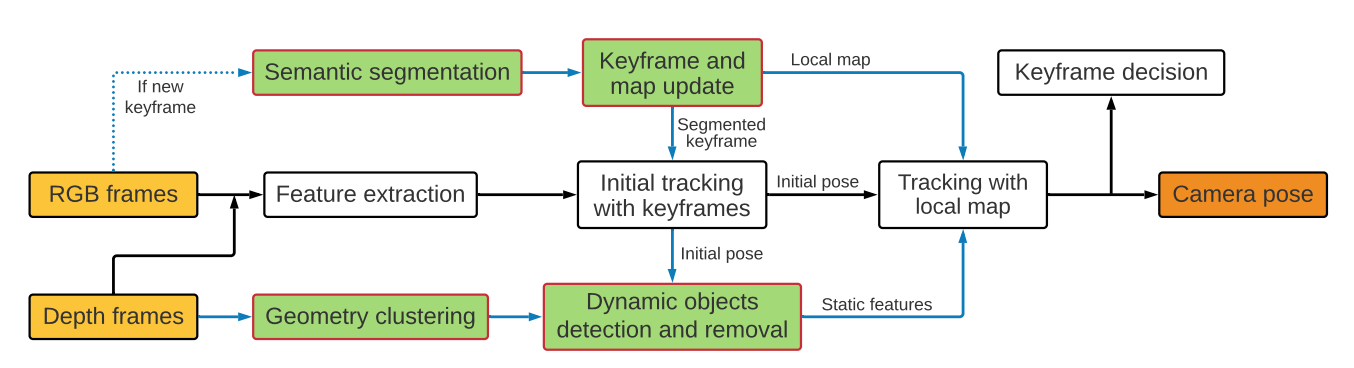 Semantic segmentation
Keyframe and
map update
Local map
Keyframe decision
If new
keyframe
Segmented
keyframe
RGB frames
Feature extraction
Initial tracking
with keyframes
Initial pose
Tracking with
local map
Camera pose
Initial pose
Depth frames
Geometry clustering
Dynamic objects
detection and removal
Static features